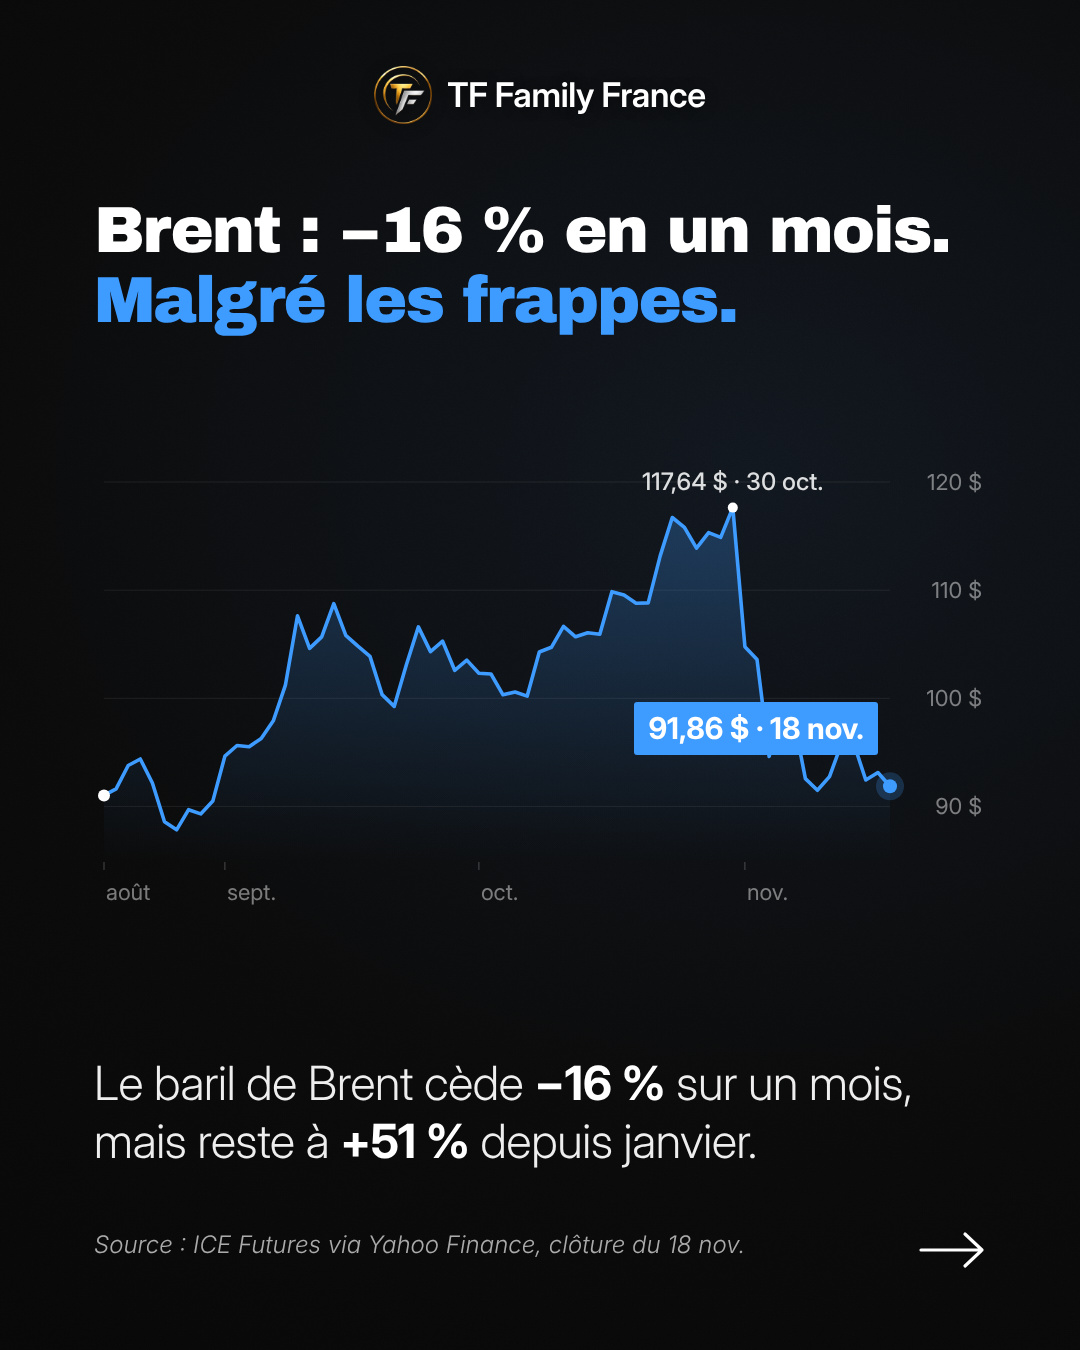 TF TF Family France
Brent : –16 % en un mois.
Malgré les frappes.
117,64 $ · 30 oct.
120 $
110 $
100 $
91,86 $ · 18 nov.
90 $
août sept. oct. nov.
Le baril de Brent cède –16 % sur un mois,
mais reste à +51 % depuis janvier.
Source : ICE Futures via Yahoo Finance, clôture du 18 nov.